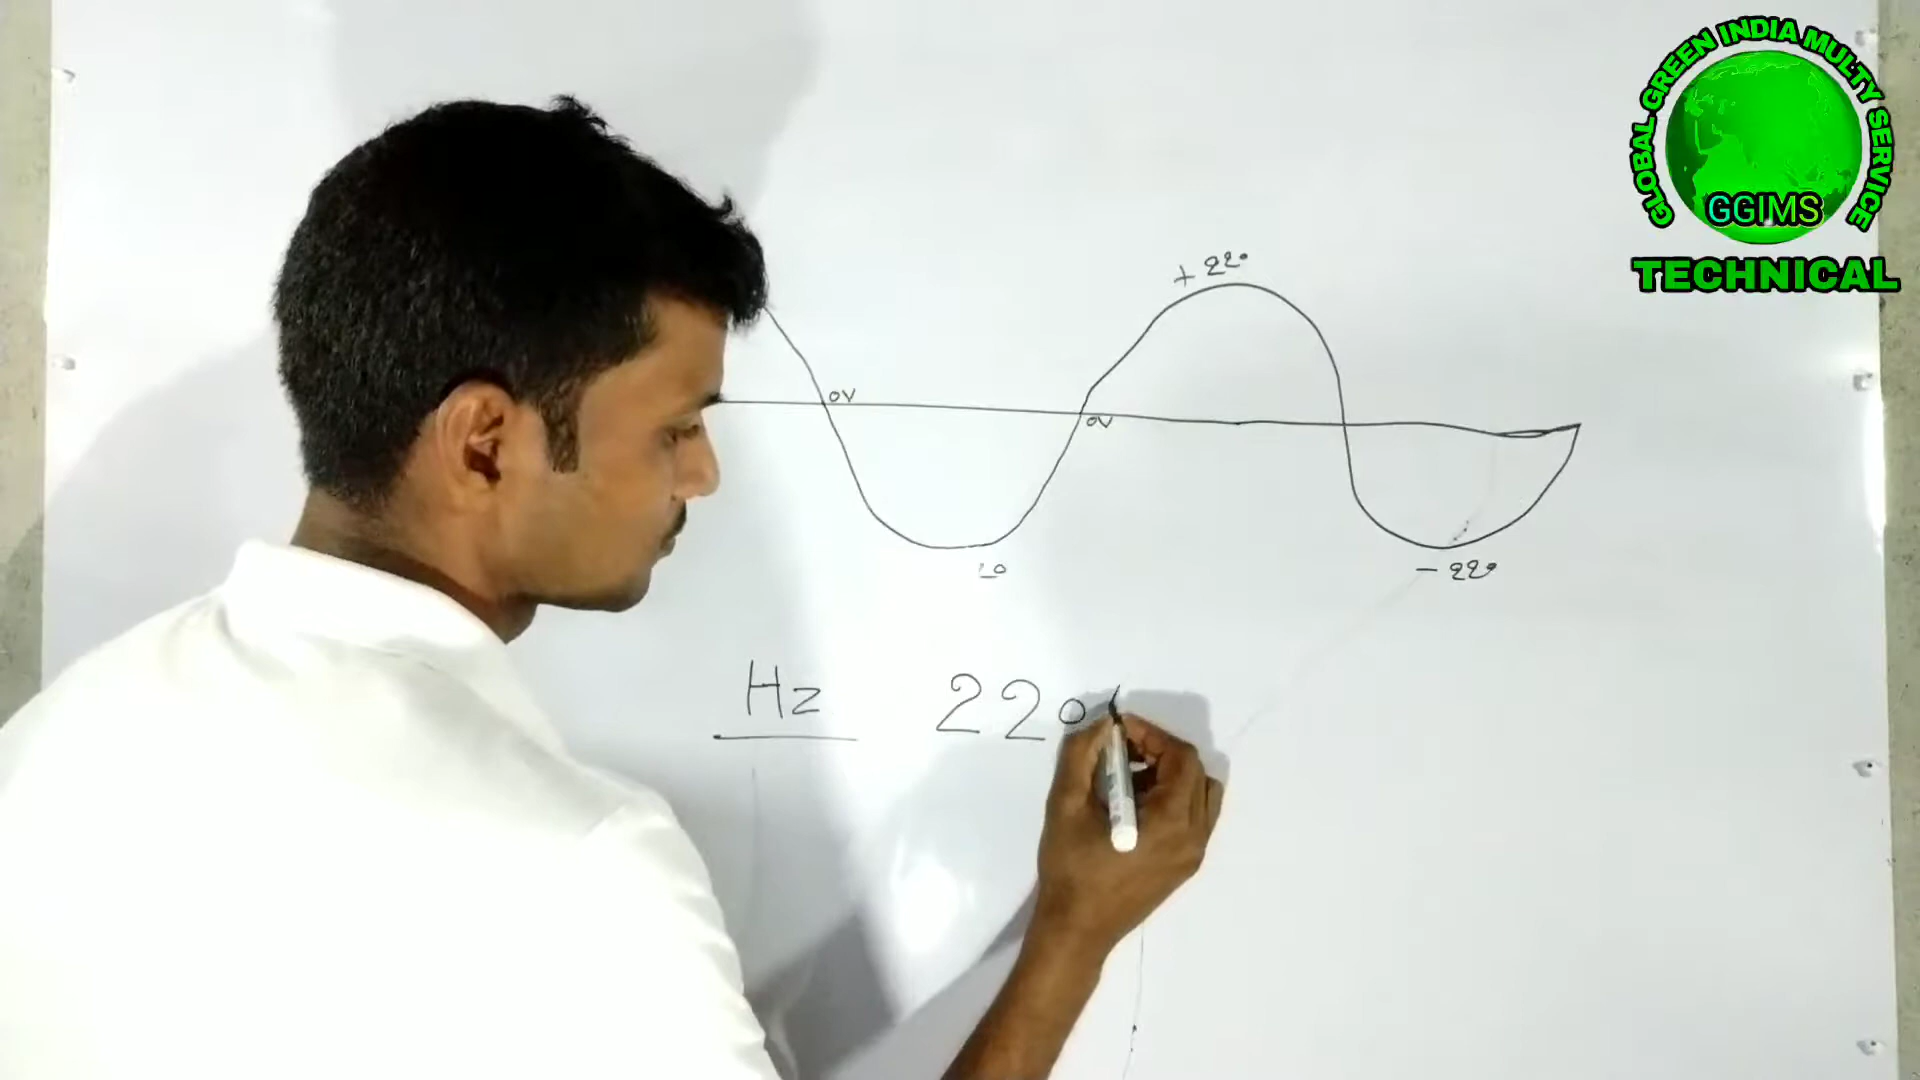 GLOBAL GREEN INDIA MULTY SERVICE
GGIMS
TECHNICAL
+ 220
0V
0V
- 220
Hz 220